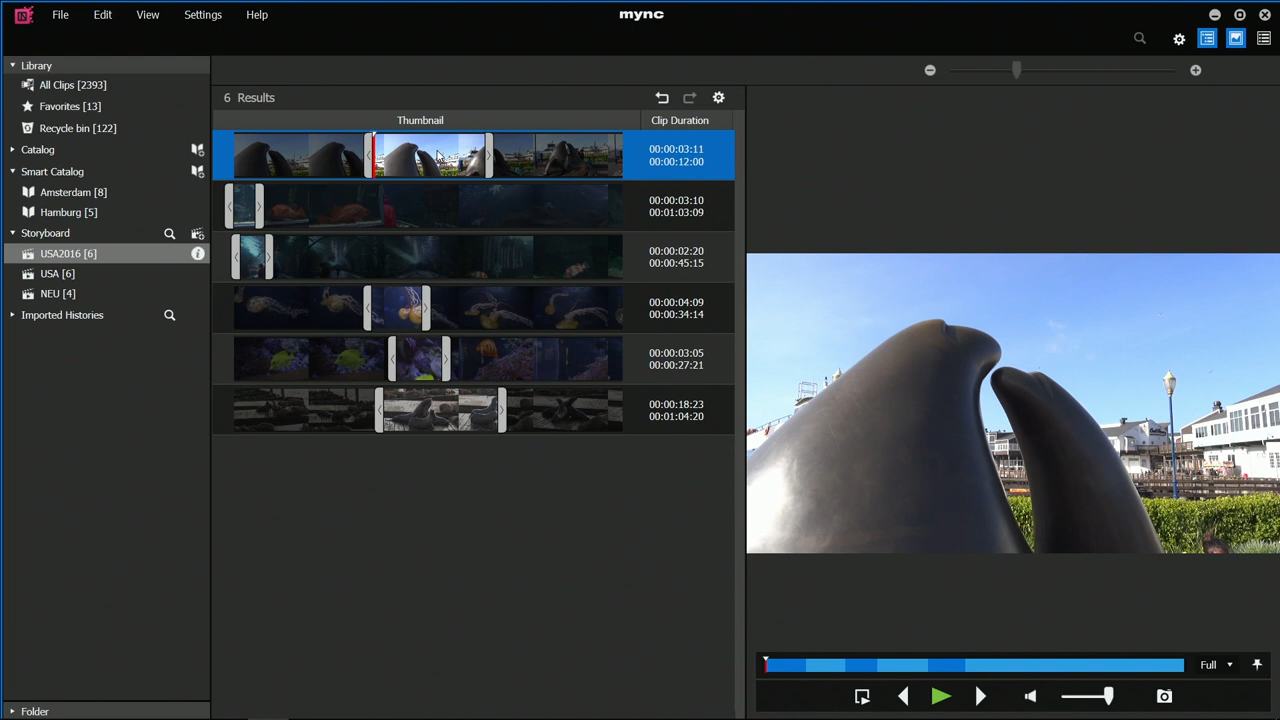 File Edit View Settings Help
mync
Library
All Clips [2393]
Favorites [13]
Recycle bin [122]
Catalog
Smart Catalog
Amsterdam [8]
Hamburg [5]
Storyboard
USA2016 [6]
USA [6]
NEU [4]
Imported Histories
Folder
6 Results
Thumbnail Clip Duration
00:00:03:11
00:00:12:00
00:00:03:10
00:01:03:09
00:00:02:20
00:00:45:15
00:00:04:09
00:00:34:14
00:00:03:05
00:00:27:21
00:00:18:23
00:01:04:20
Full